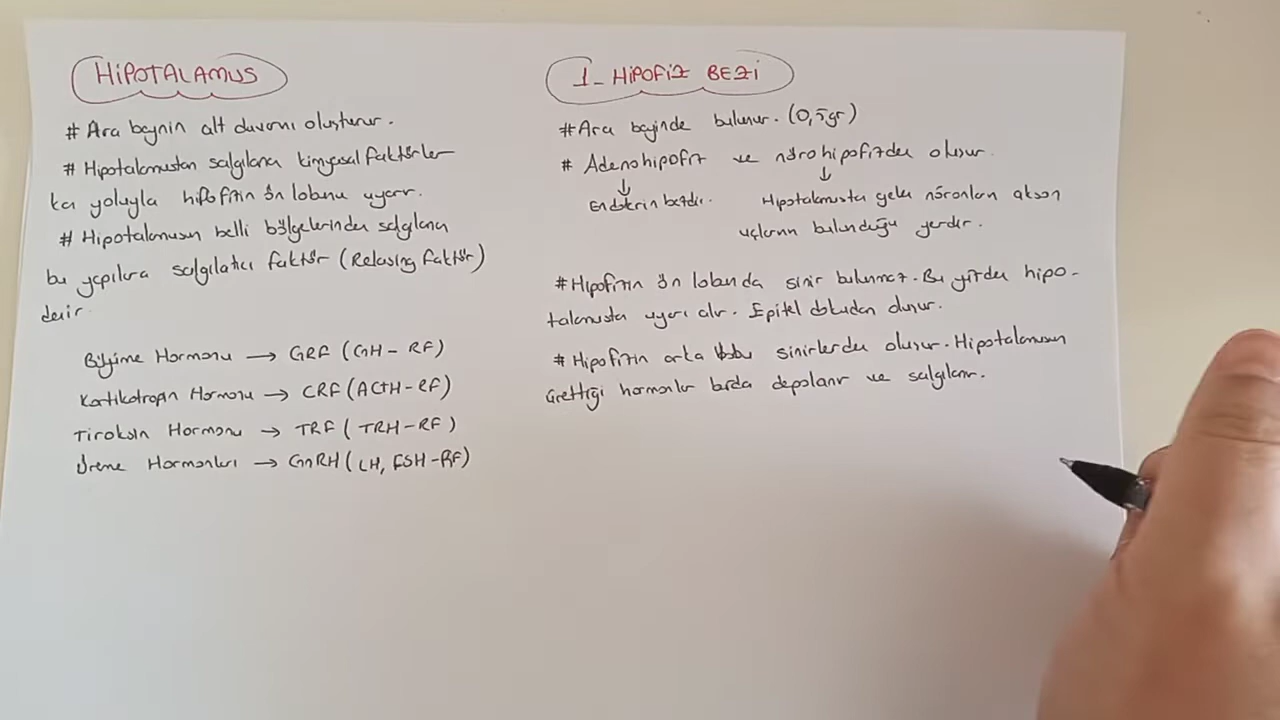 HİPOTALAMUS
# Ara beynin alt duvarını oluşturur.
# Hipotalamustan salgılanan kimyasal faktörler
kan yoluyla hipofizin ön lobunu uyarır.
# Hipotalamusun belli bölgelerinden salgılanan
bu yapılara salgılatıcı faktör (Relasing faktör)
denir.
Büyüme Hormonu → GRF (GH-RF)
Kortikotropin Hormonu → CRF (ACTH-RF)
Tiroksin Hormonu → TRF (TRH-RF)
Üreme Hormonları → GnRH (LH, FSH-RF)
1- HİPOFİZ BEZİ
# Ara beyinde bulunur. (0,5gr)
# Adenohipofiz ve nörohipofizden oluşur.
↓ ↓
Endokrin bezdir. Hipotalamustan gelen nöronların akson
uçlarının bulunduğu yerdir.
# Hipofizin ön lobunda sinir bulunmaz. Bu yüzden hipo-
talamustan uyarı alır. Epitel dokudan oluşur.
# Hipofizin arka lobu sinirlerden oluşur. Hipotalamusun
ürettiği hormonlar burda depolanır ve salgılanır.